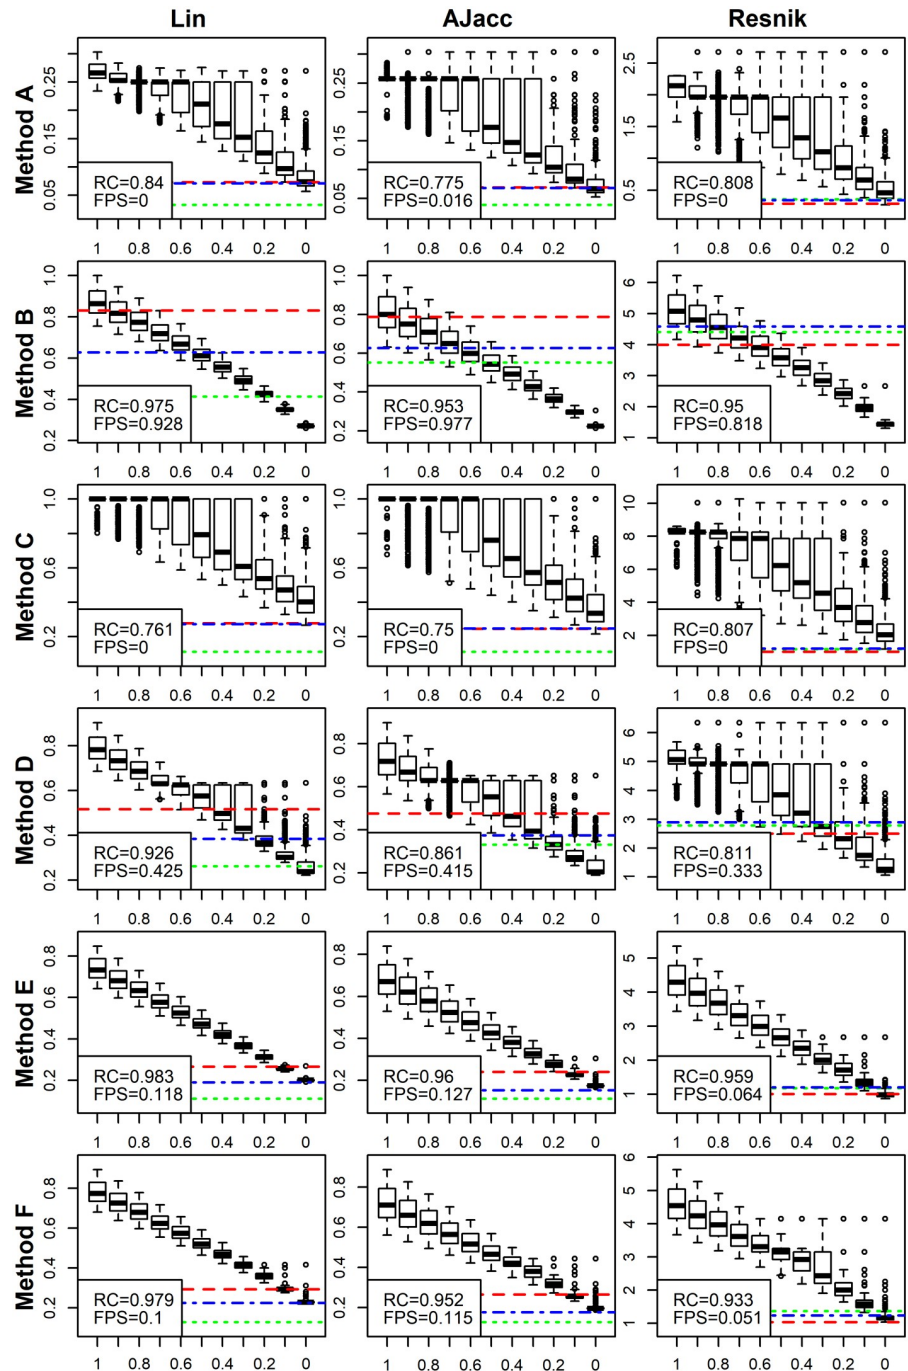 Lin AJacc Resnik
Method A
0.05 0.15 0.25
RC=0.84
FPS=0
0.05 0.15 0.25
RC=0.775
FPS=0.016
0.5 1.5 2.5
RC=0.808
FPS=0
1 0.8 0.6 0.4 0.2 0
1 0.8 0.6 0.4 0.2 0
1 0.8 0.6 0.4 0.2 0
Method B
0.2 0.4 0.6 0.8 1.0
RC=0.975
FPS=0.928
0.2 0.4 0.6 0.8 1.0
RC=0.953
FPS=0.977
1 2 3 4 5 6
RC=0.95
FPS=0.818
1 0.8 0.6 0.4 0.2 0
1 0.8 0.6 0.4 0.2 0
1 0.8 0.6 0.4 0.2 0
Method C
0.2 0.6 1.0
RC=0.761
FPS=0
0.2 0.6 1.0
RC=0.75
FPS=0
2 4 6 8 10
RC=0.807
FPS=0
1 0.8 0.6 0.4 0.2 0
1 0.8 0.6 0.4 0.2 0
1 0.8 0.6 0.4 0.2 0
Method D
0.2 0.4 0.6 0.8
RC=0.926
FPS=0.425
0.2 0.4 0.6 0.8
RC=0.861
FPS=0.415
1 2 3 4 5 6
RC=0.811
FPS=0.333
1 0.8 0.6 0.4 0.2 0
1 0.8 0.6 0.4 0.2 0
1 0.8 0.6 0.4 0.2 0
Method E
0.2 0.4 0.6 0.8
RC=0.983
FPS=0.118
0.2 0.4 0.6 0.8
RC=0.96
FPS=0.127
1 2 3 4 5
RC=0.959
FPS=0.064
1 0.8 0.6 0.4 0.2 0
1 0.8 0.6 0.4 0.2 0
1 0.8 0.6 0.4 0.2 0
Method F
0.2 0.4 0.6 0.8
RC=0.979
FPS=0.1
0.2 0.4 0.6 0.8
RC=0.952
FPS=0.115
1 2 3 4 5 6
RC=0.933
FPS=0.051
1 0.8 0.6 0.4 0.2 0
1 0.8 0.6 0.4 0.2 0
1 0.8 0.6 0.4 0.2 0